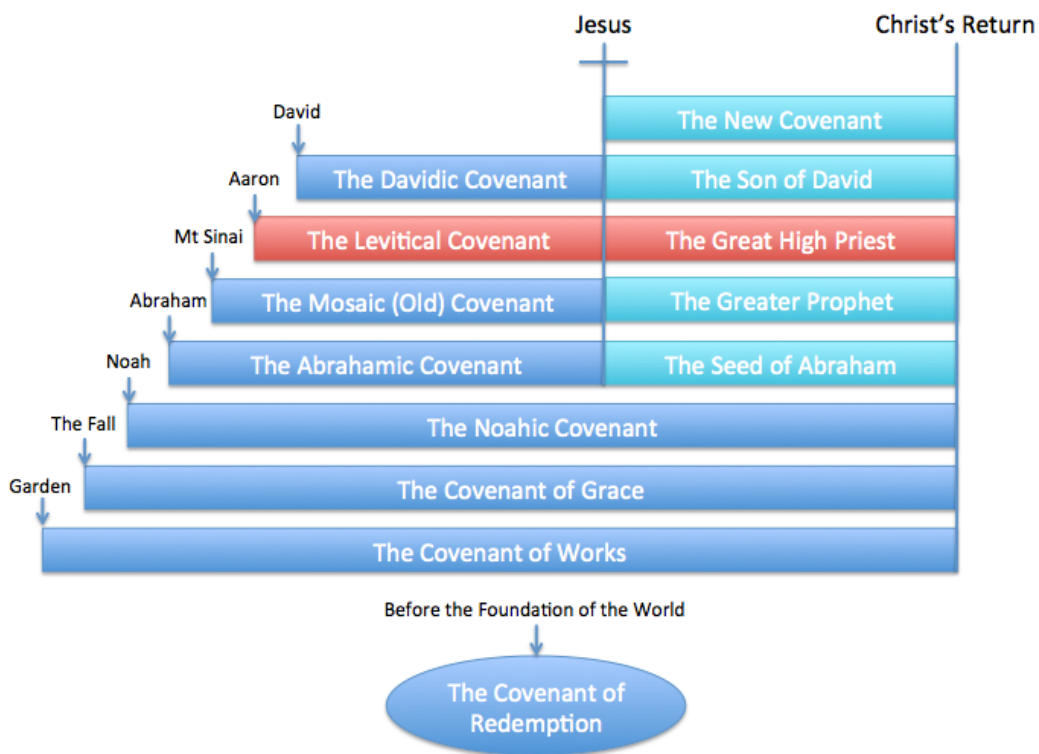 Jesus
Christ's Return
The New Covenant
David
The Davidic Covenant
The Son of David
Aaron
The Levitical Covenant
The Great High Priest
Mt Sinai
The Mosaic (Old) Covenant
The Greater Prophet
Abraham
The Abrahamic Covenant
The Seed of Abraham
Noah
The Noahic Covenant
The Fall
The Covenant of Grace
Garden
The Covenant of Works
Before the Foundation of the World
The Covenant of
Redemption